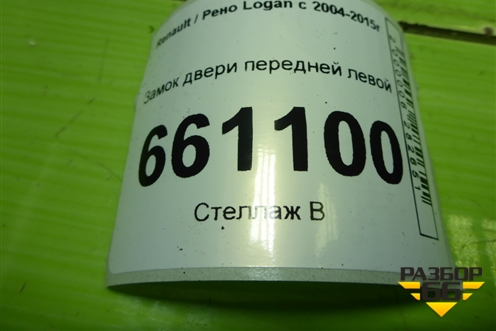 Renault / Рено Logan с 2004-2015г
Замок двери передней левой
661100
Стеллаж В
РАЗБОР
66